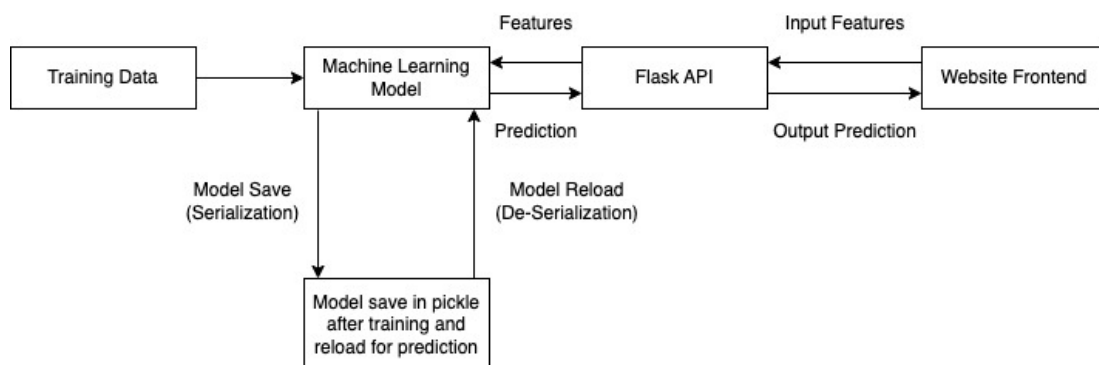 Features
Input Features
Training Data
Machine Learning
Model
Flask API
Website Frontend
Prediction
Output Prediction
Model Save
(Serialization)
Model Reload
(De-Serialization)
Model save in pickle
after training and
reload for prediction